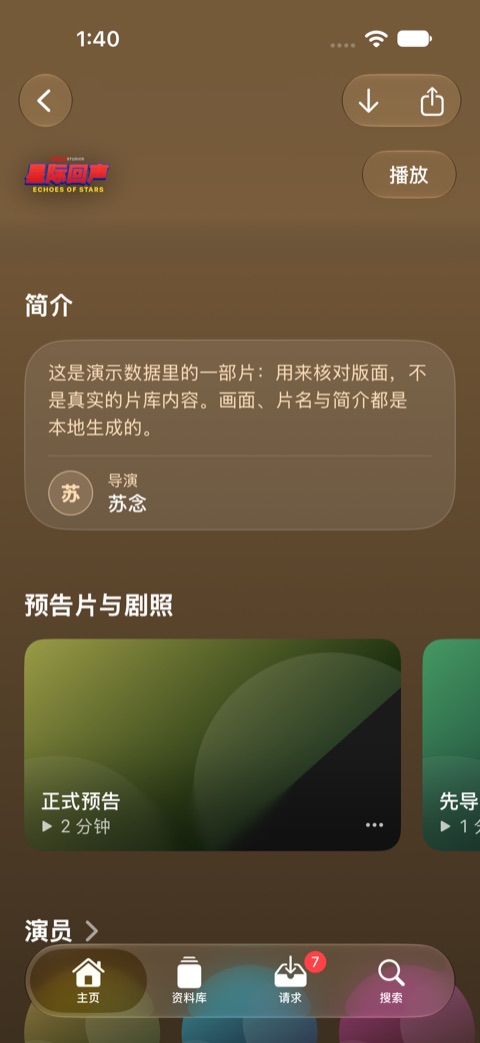 1:40
STUDIOS
星际回声
ECHOES OF STARS
播放
简介
这是演示数据里的一部片：用来核对版面，不
是真实的片库内容。画面、片名与简介都是
本地生成的。
苏
导演
苏念
预告片与剧照
正式预告
2 分钟
先导
1 分
演员
主页
资料库
7
请求
搜索